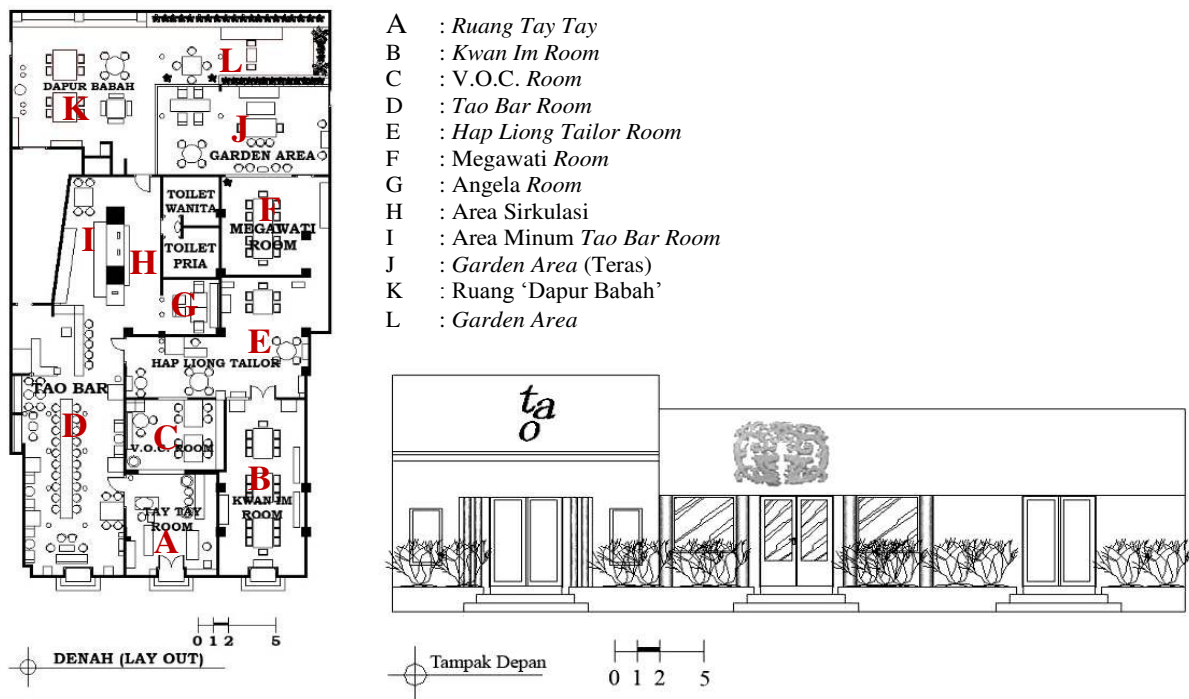 L
DAPUR BABAH
K
J
GARDEN AREA
TOILET
WANITA
F
MEGAWATI
ROOM
I
H
TOILET
PRIA
G
E
HAP LIONG TAILOR
TAO BAR
D
C
V.O.C. ROOM
B
KWAN IM
ROOM
TAY TAY
ROOM
A
0 1 2 5
DENAH (LAY OUT)
A : Ruang Tay Tay
B : Kwan Im Room
C : V.O.C. Room
D : Tao Bar Room
E : Hap Liong Tailor Room
F : Megawati Room
G : Angela Room
H : Area Sirkulasi
I : Area Minum Tao Bar Room
J : Garden Area (Teras)
K : Ruang ‘Dapur Babah’
L : Garden Area
tao
Tampak Depan
0 1 2 5